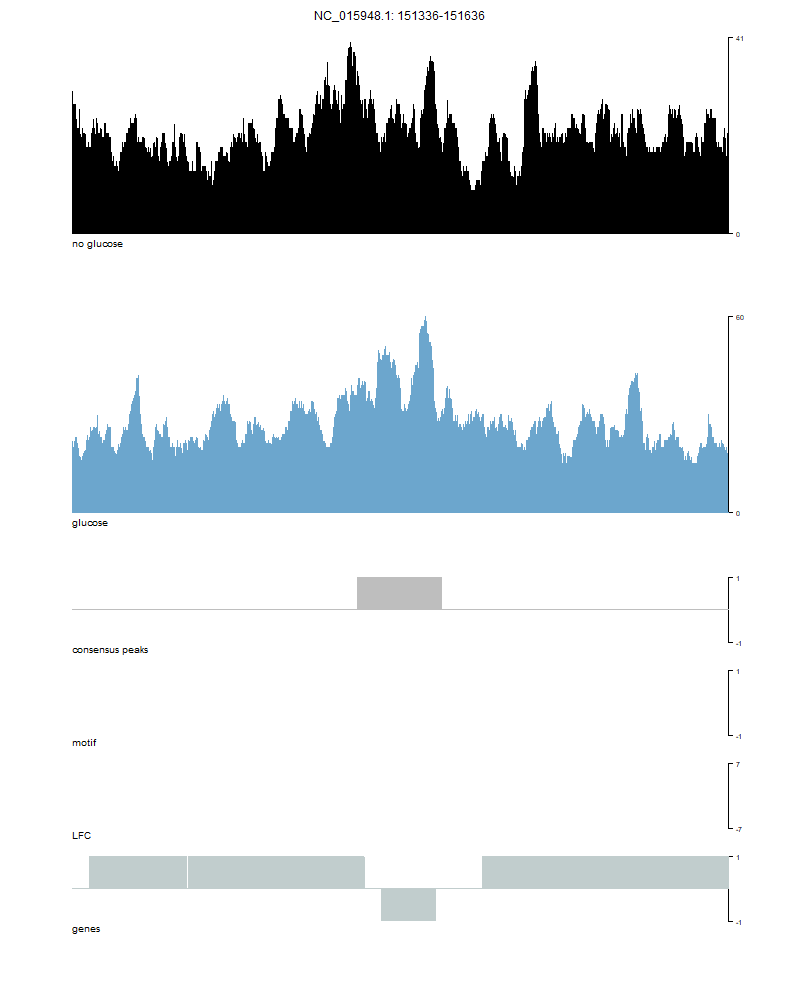 NC_015948.1: 151336-151636
41
0
no glucose
60
0
glucose
1
-1
consensus peaks
1
-1
motif
7
-7
LFC
1
-1
genes